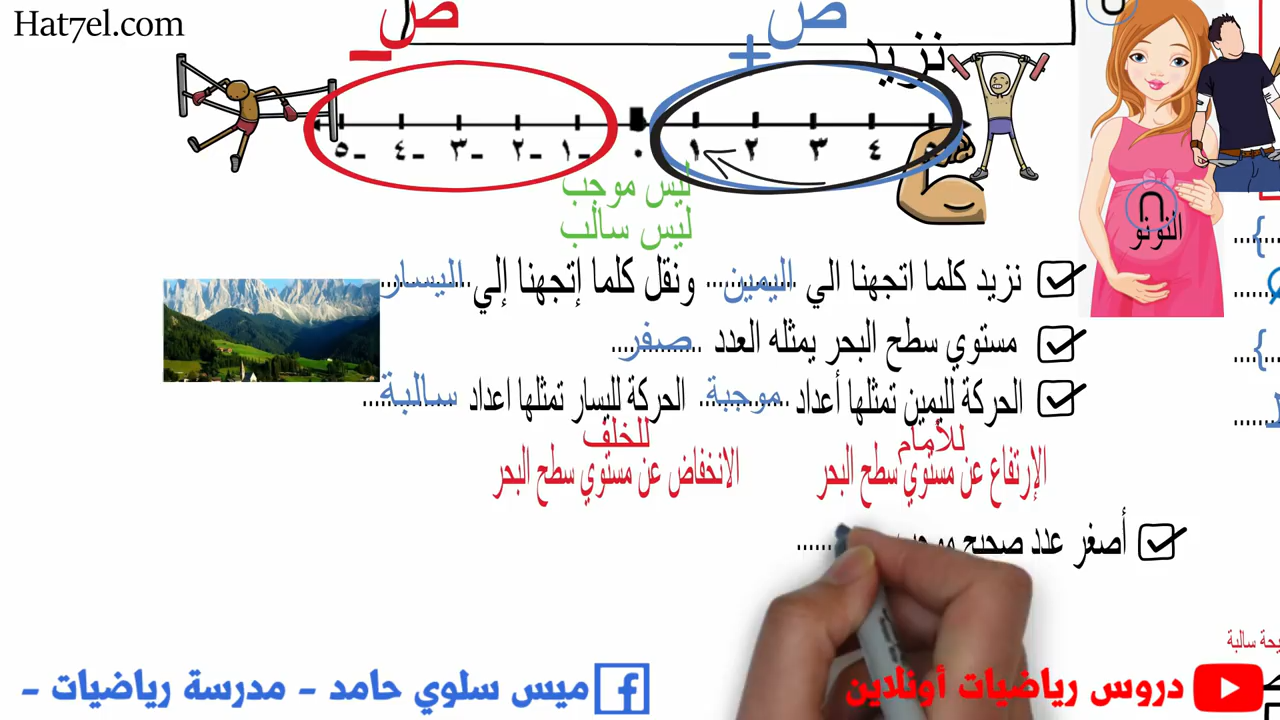 Hat7el.com
ص+
ص-
نزيد
٥- ٤- ٣- ٢- ١- ٠ ١ ٢ ٣ ٤
ليس موجب
ليس سالب
النونو
نزيد كلما اتجهنا الي اليمين ونقل كلما إتجهنا إلي اليسار
مستوي سطح البحر يمثله العدد صفر
الحركة لليمين تمثلها أعداد موجبة الحركة لليسار تمثلها اعداد سالبة
للأمام للخلف
الإرتفاع عن مستوي سطح البحر الانخفاض عن مستوي سطح البحر
أصغر عدد صحيح موجب ......
يحة سالبة
دروس رياضيات أونلاين
ميس سلوي حامد - مدرسة رياضيات -